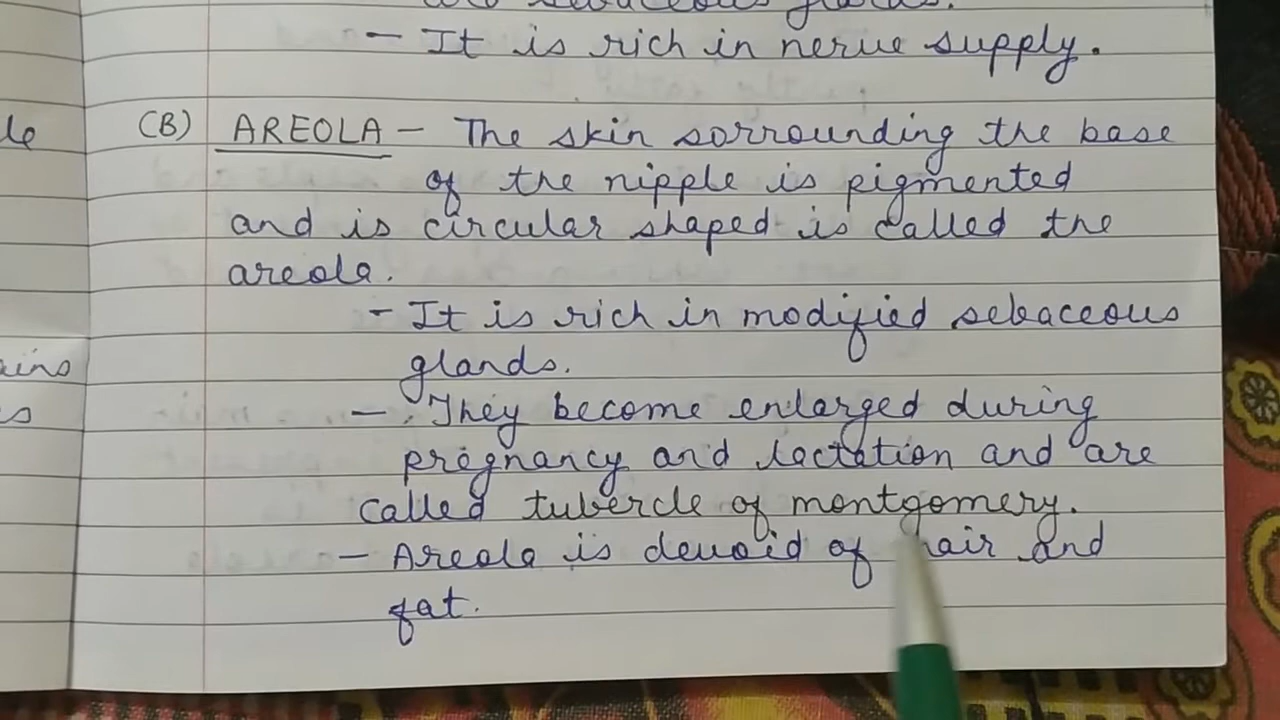 sebaceous glands.
- It is rich in nerve supply.
(B) AREOLA - The skin sorrounding the base
of the nipple is pigmented
and is circular shaped is called the
areola.
- It is rich in modified sebaceous
glands.
- They become enlarged during
pregnancy and lactation and are
called tubercle of montgomery.
- Areola is devoid of hair and
fat.